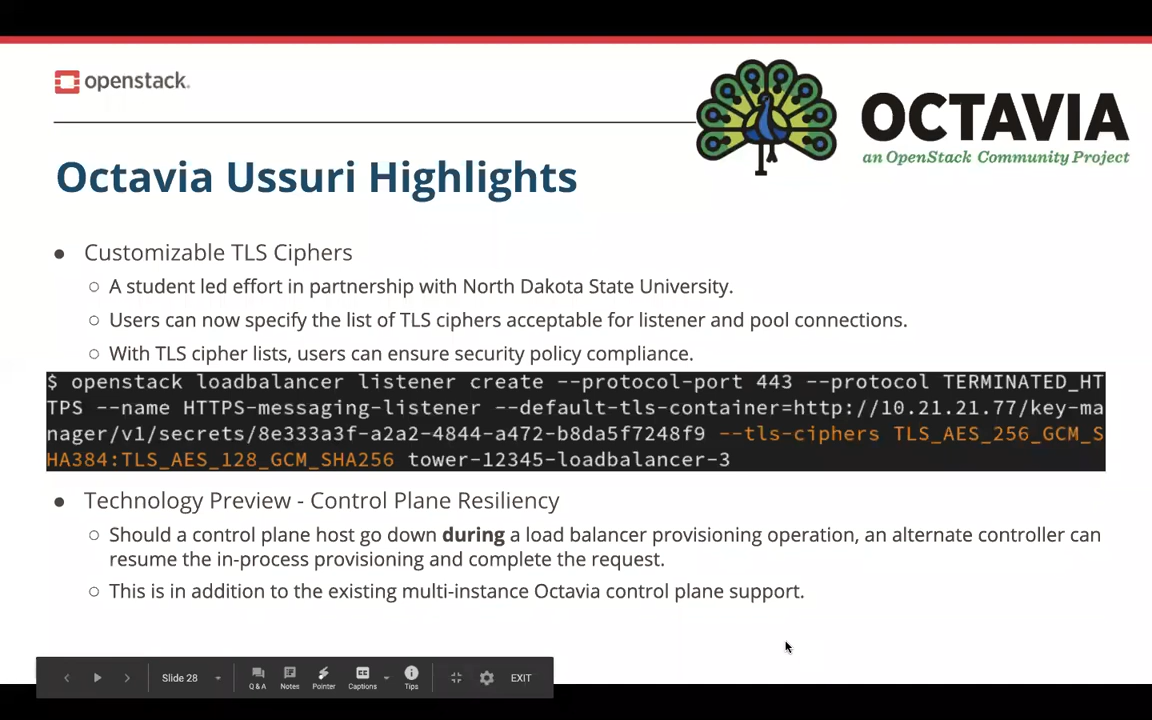 openstack.
OCTAVIA
an OpenStack Community Project
Octavia Ussuri Highlights
● Customizable TLS Ciphers
○ A student led effort in partnership with North Dakota State University.
○ Users can now specify the list of TLS ciphers acceptable for listener and pool connections.
○ With TLS cipher lists, users can ensure security policy compliance.
$ openstack loadbalancer listener create --protocol-port 443 --protocol TERMINATED_HT
TPS --name HTTPS-messaging-listener --default-tls-container=http://10.21.21.77/key-ma
nager/v1/secrets/8e333a3f-a2a2-4844-a472-b8da5f7248f9 --tls-ciphers TLS_AES_256_GCM_S
HA384:TLS_AES_128_GCM_SHA256 tower-12345-loadbalancer-3
● Technology Preview - Control Plane Resiliency
○ Should a control plane host go down during a load balancer provisioning operation, an alternate controller can
resume the in-process provisioning and complete the request.
○ This is in addition to the existing multi-instance Octavia control plane support.
Slide 28 Q & A Notes Pointer CC Captions Tips EXIT